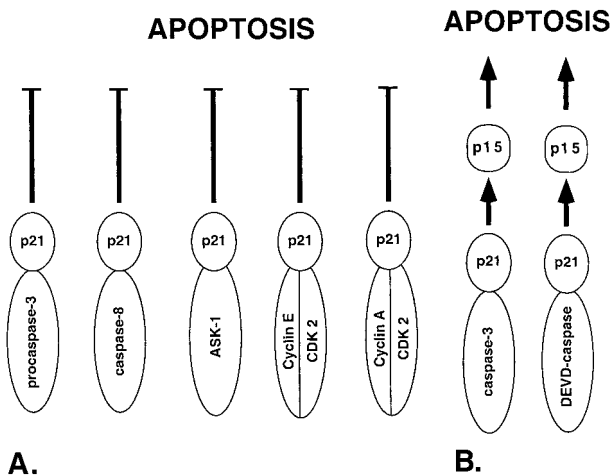 APOPTOSIS
p21
p21
p21
p21
p21
procaspase-3
caspase-8
ASK-1
Cyclin E
CDK 2
Cyclin A
CDK 2
A.
APOPTOSIS
p15
p15
p21
p21
caspase-3
DEVD-caspase
B.